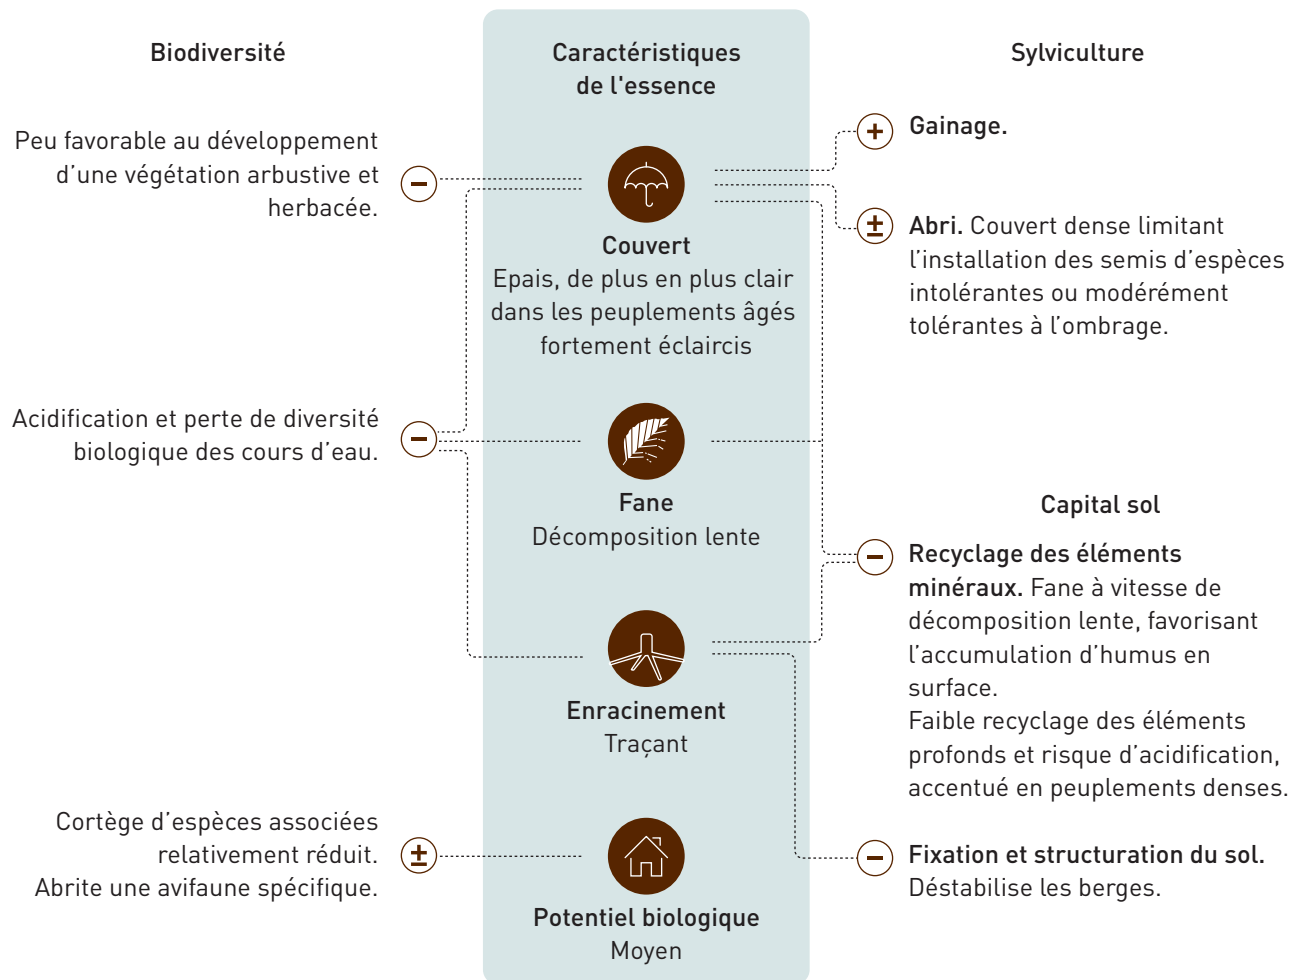 Biodiversité
Peu favorable au développement
d’une végétation arbustive et
herbacée.
Acidification et perte de diversité
biologique des cours d’eau.
Cortège d’espèces associées
relativement réduit.
Abrite une avifaune spécifique.
Caractéristiques
de l'essence
Couvert
Epais, de plus en plus clair
dans les peuplements âgés
fortement éclaircis
Fane
Décomposition lente
Enracinement
Traçant
Potentiel biologique
Moyen
Sylviculture
Gainage.
Abri. Couvert dense limitant
l’installation des semis d’espèces
intolérantes ou modérément
tolérantes à l’ombrage.
Capital sol
Recyclage des éléments
minéraux. Fane à vitesse de
décomposition lente, favorisant
l’accumulation d’humus en
surface.
Faible recyclage des éléments
profonds et risque d’acidification,
accentué en peuplements denses.
Fixation et structuration du sol.
Déstabilise les berges.